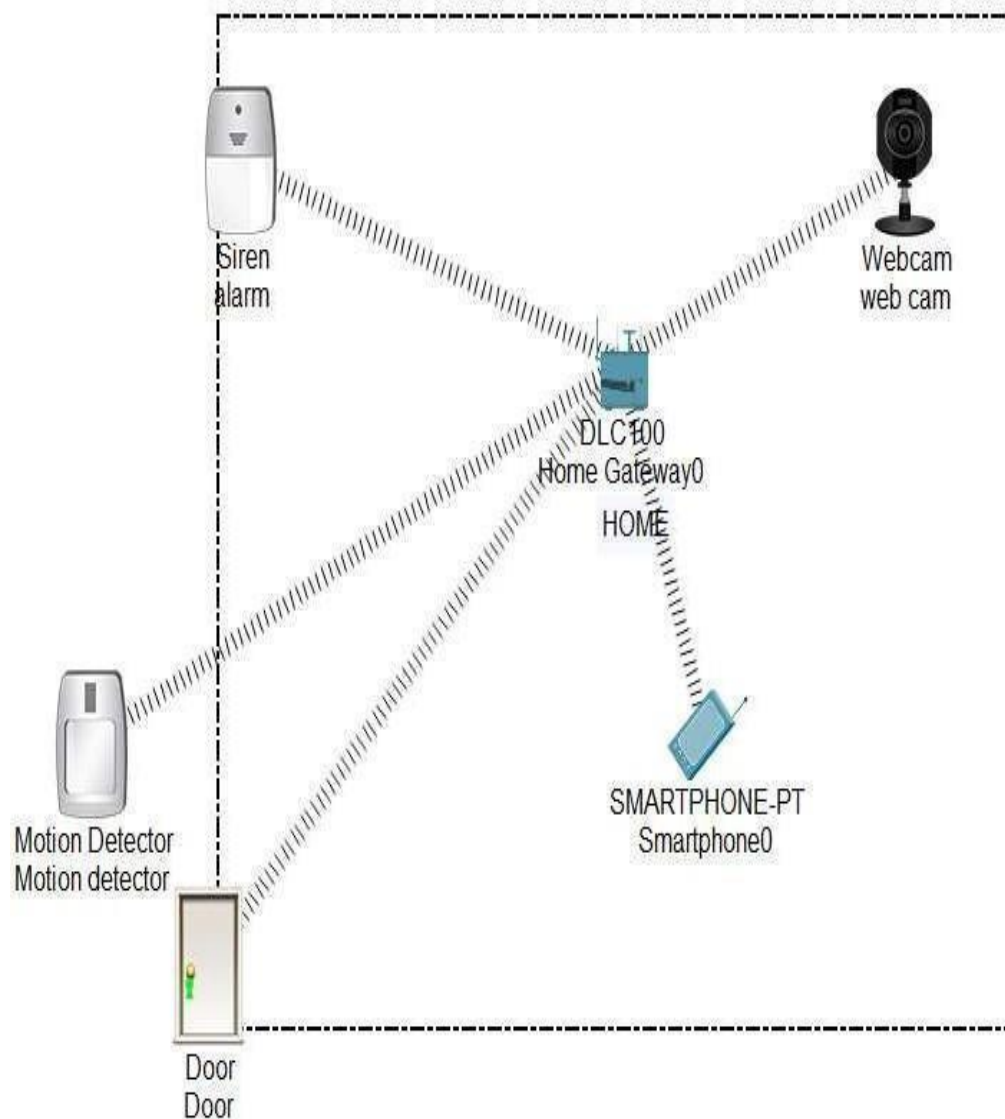 Siren
alarm
Webcam
web cam
DLC100
Home Gateway0
HOME
SMARTPHONE-PT
Smartphone0
Motion Detector
Motion detector
Door
Door